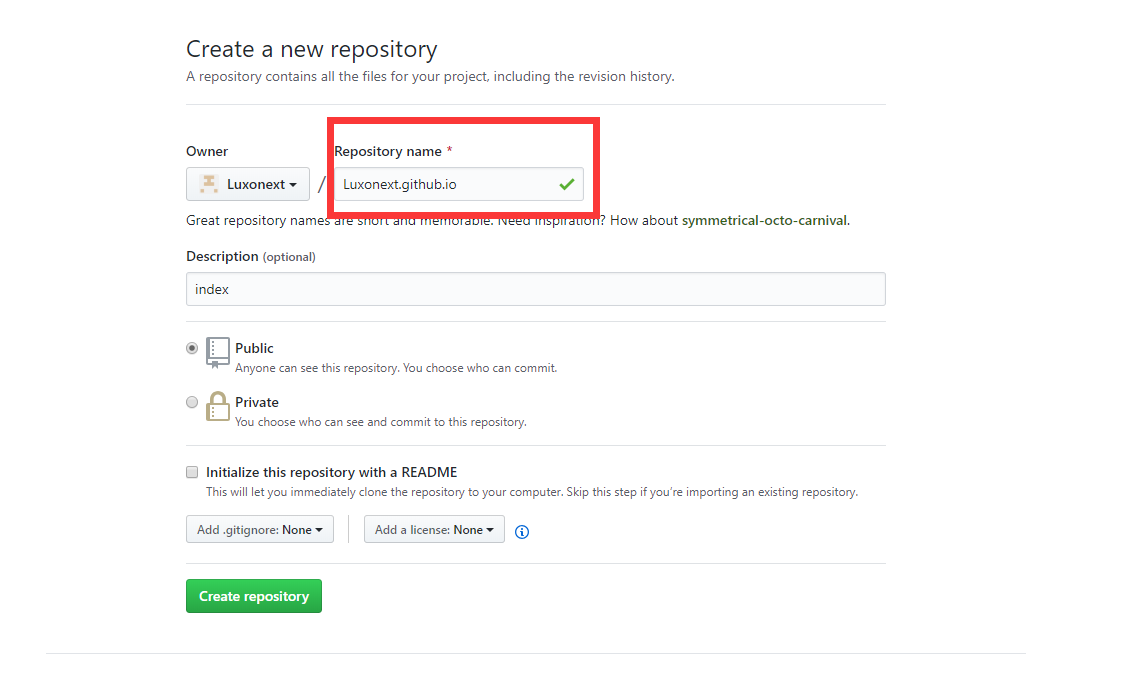 Create a new repository
A repository contains all the files for your project, including the revision history.
Owner
Repository name *
Luxonext
/
Luxonext.github.io
Great repository names are short and memorable. Need inspiration? How about symmetrical-octo-carnival.
Description (optional)
index
Public
Anyone can see this repository. You choose who can commit.
Private
You choose who can see and commit to this repository.
Initialize this repository with a README
This will let you immediately clone the repository to your computer. Skip this step if you’re importing an existing repository.
Add .gitignore: None
Add a license: None
Create repository